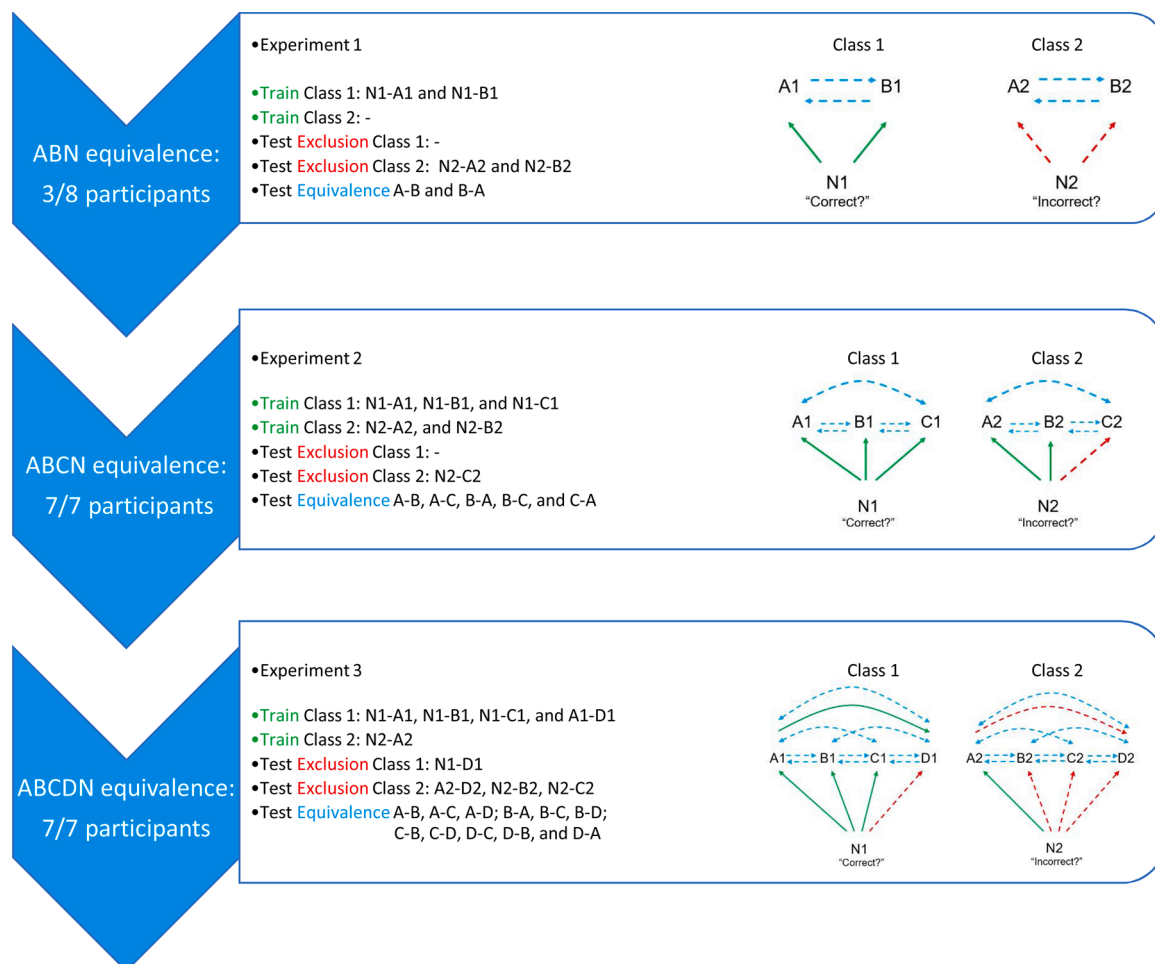 ABN equivalence:
3/8 participants
•Experiment 1
•Train Class 1: N1-A1 and N1-B1
•Train Class 2: -
•Test Exclusion Class 1: -
•Test Exclusion Class 2:  N2-A2 and N2-B2
•Test Equivalence A-B and B-A
Class 1
Class 2
A1
B1
A2
B2
N1
N2
"Correct?"
"Incorrect?
ABCN equivalence:
7/7 participants
•Experiment 2
•Train Class 1: N1-A1, N1-B1, and N1-C1
•Train Class 2: N2-A2, and N2-B2
•Test Exclusion Class 1: -
•Test Exclusion Class 2: N2-C2
•Test Equivalence A-B, A-C, B-A, B-C, and C-A
Class 1
Class 2
A1
B1
C1
A2
B2
C2
N1
N2
"Correct?"
"Incorrect?"
ABCDN equivalence:
7/7 participants
•Experiment 3
•Train Class 1: N1-A1, N1-B1, N1-C1, and A1-D1
•Train Class 2: N2-A2
•Test Exclusion Class 1: N1-D1
•Test Exclusion Class 2: A2-D2, N2-B2, N2-C2
•Test Equivalence A-B, A-C, A-D; B-A, B-C, B-D;
C-B, C-D, D-C, D-B, and D-A
Class 1
Class 2
A1
B1
C1
D1
A2
B2
C2
D2
N1
N2
"Correct?"
"Incorrect?"